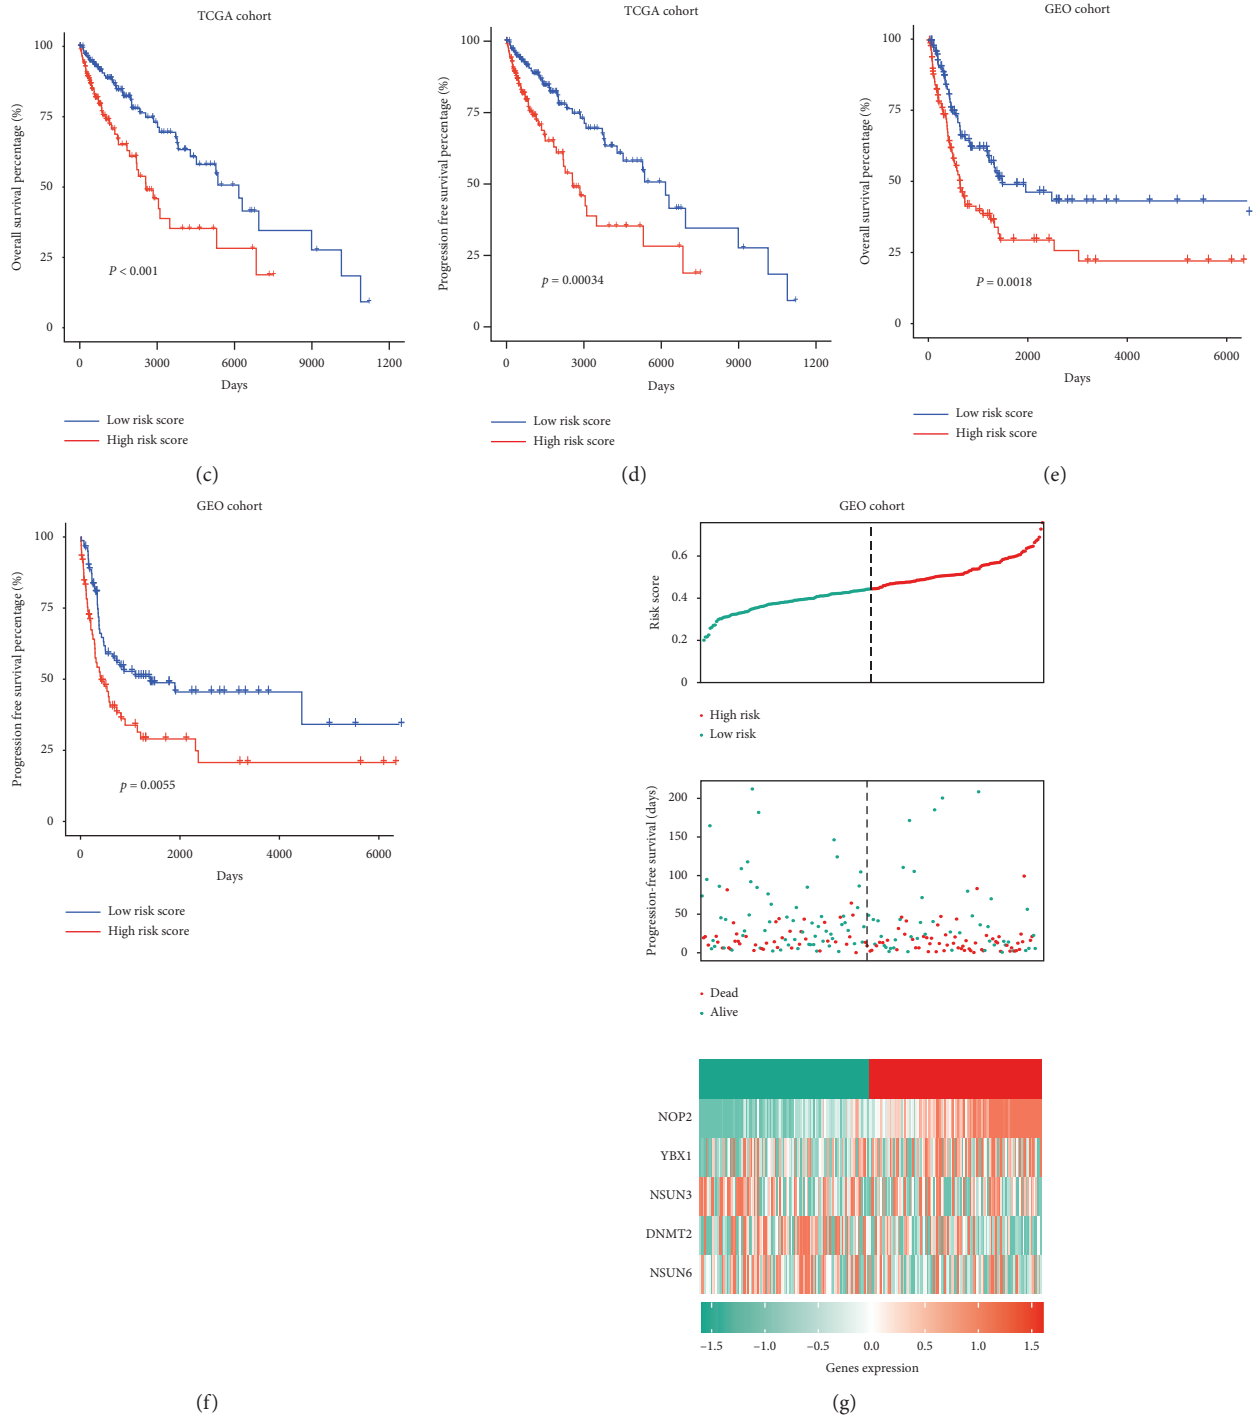 TCGA cohort
Overall survival percentage (%)
100
75
50
25
0
P < 0.001
0 3000 6000 9000 1200
Days
Low risk score
High risk score
(c)
TCGA cohort
Progression free survival percentage (%)
100
75
50
25
0
p = 0.00034
0 3000 6000 9000 1200
Days
Low risk score
High risk score
(d)
GEO cohort
Overall survival percentage (%)
100
75
50
25
0
P = 0.0018
0 2000 4000 6000
Days
Low risk score
High risk score
(e)
GEO cohort
Progression free survival percentage (%)
100
75
50
25
0
p = 0.0055
0 2000 4000 6000
Days
Low risk score
High risk score
(f)
GEO cohort
Risk score
0.6
0.4
0.2
0
High risk
Low risk
Progression-free survival (days)
200
150
100
50
0
Dead
Alive
NOP2
YBX1
NSUN3
DNMT2
NSUN6
–1.5 –1.0 –0.5 0.0 0.5 1.0 1.5
Genes expression
(g)